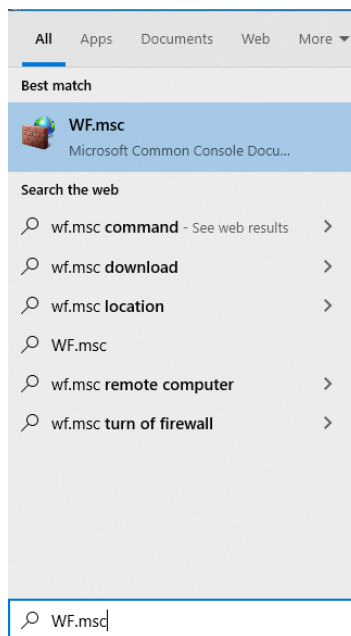 All Apps Documents Web More
Best match
WF.msc
Microsoft Common Console Docu...
Search the web
wf.msc command - See web results
wf.msc download
wf.msc location
WF.msc
wf.msc remote computer
wf.msc turn of firewall
WF.msc